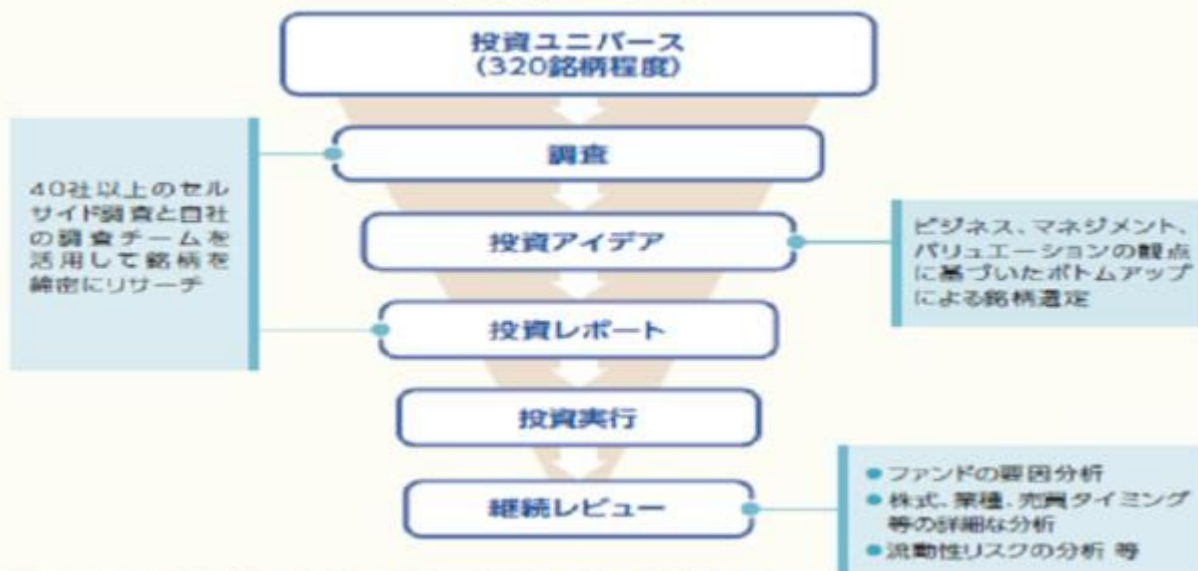 投資ユニバース
(320銘柄程度)
調査
40社以上のセル
サイド調査と自社
の調査チームを
活用して銘柄を
綿密にリサーチ
投資アイデア
ビジネス、マネジメント、
バリュエーションの観点
に基づいたボトムアップ
による銘柄選定
投資レポート
投資実行
継続レビュー
●ファンドの要因分析
●株式、業種、売買タイミング
等の詳細な分析
●流動性リスクの分析 等